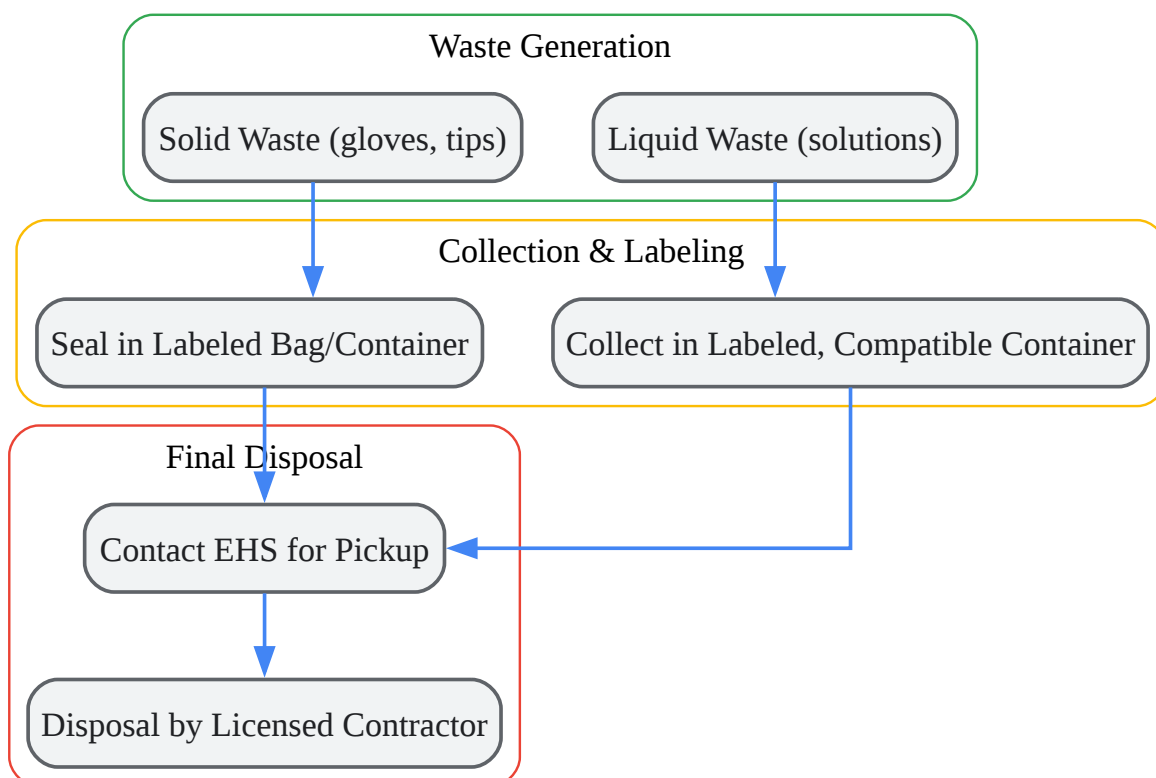 Waste Generation
Solid Waste (gloves, tips)
Liquid Waste (solutions)
Collection & Labeling
Seal in Labeled Bag/Container
Collect in Labeled, Compatible Container
Final Disposal
Contact EHS for Pickup
Disposal by Licensed Contractor